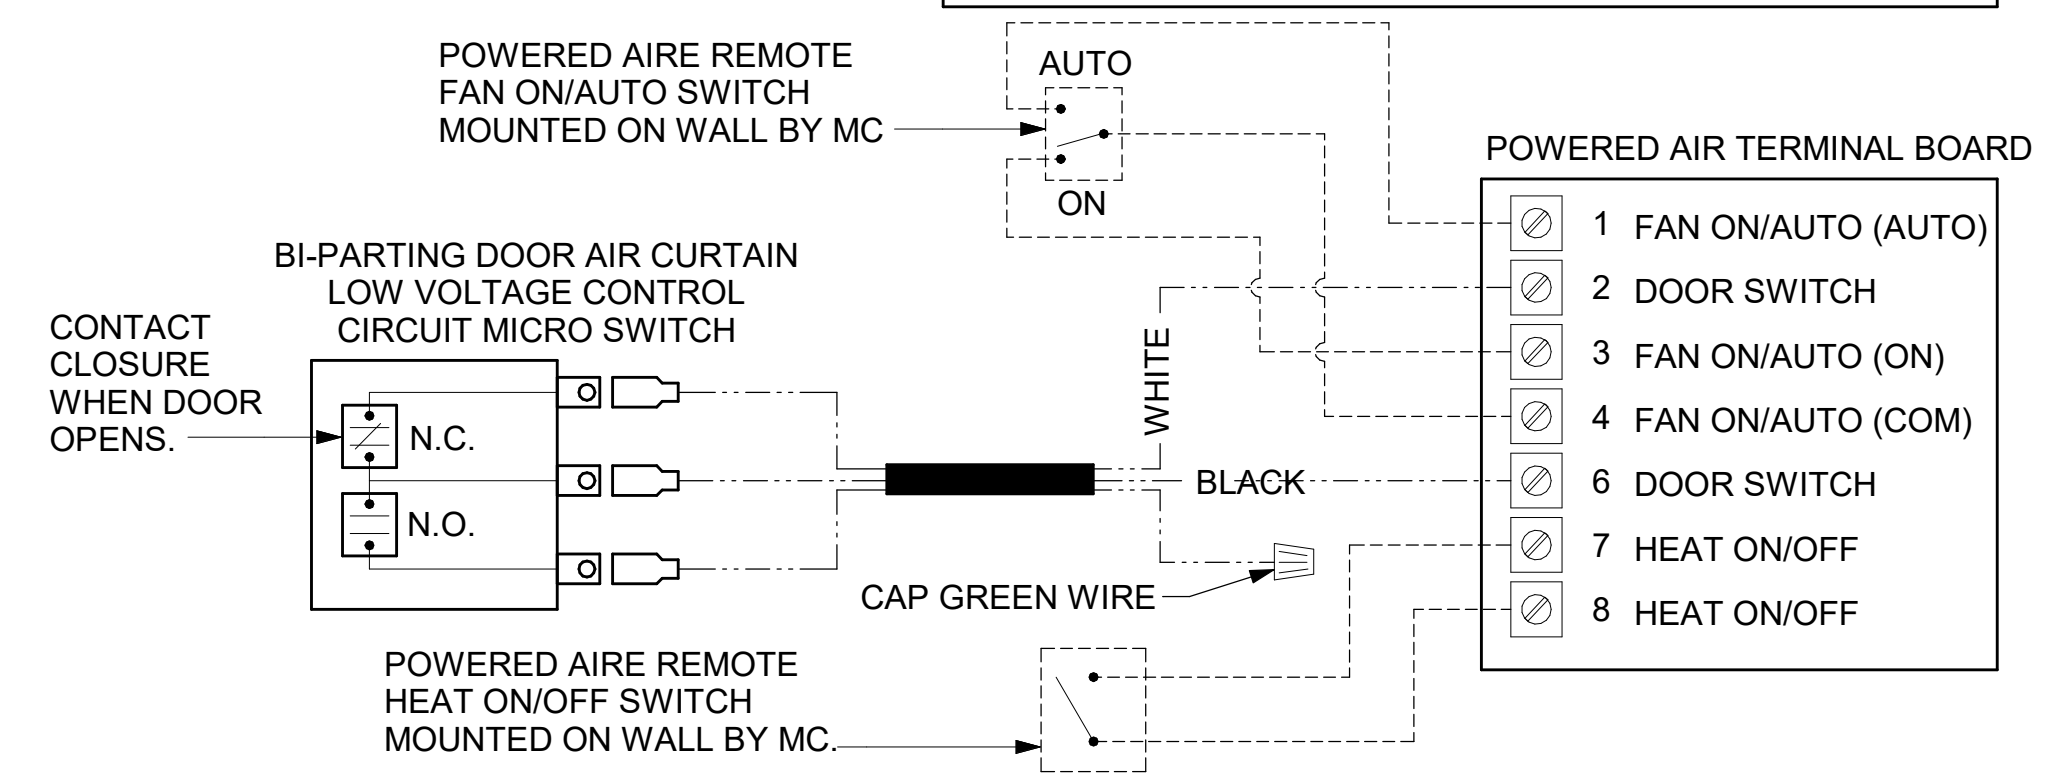 POWERED AIRE REMOTE
FAN ON/AUTO SWITCH
MOUNTED ON WALL BY MC
AUTO
ON
POWERED AIR TERMINAL BOARD
1 FAN ON/AUTO (AUTO)
2 DOOR SWITCH
3 FAN ON/AUTO (ON)
4 FAN ON/AUTO (COM)
6 DOOR SWITCH
7 HEAT ON/OFF
8 HEAT ON/OFF
BI-PARTING DOOR AIR CURTAIN
LOW VOLTAGE CONTROL
CIRCUIT MICRO SWITCH
CONTACT
CLOSURE
WHEN DOOR
OPENS.
N.C.
N.O.
WHITE
BLACK
CAP GREEN WIRE
POWERED AIRE REMOTE
HEAT ON/OFF SWITCH
MOUNTED ON WALL BY MC.